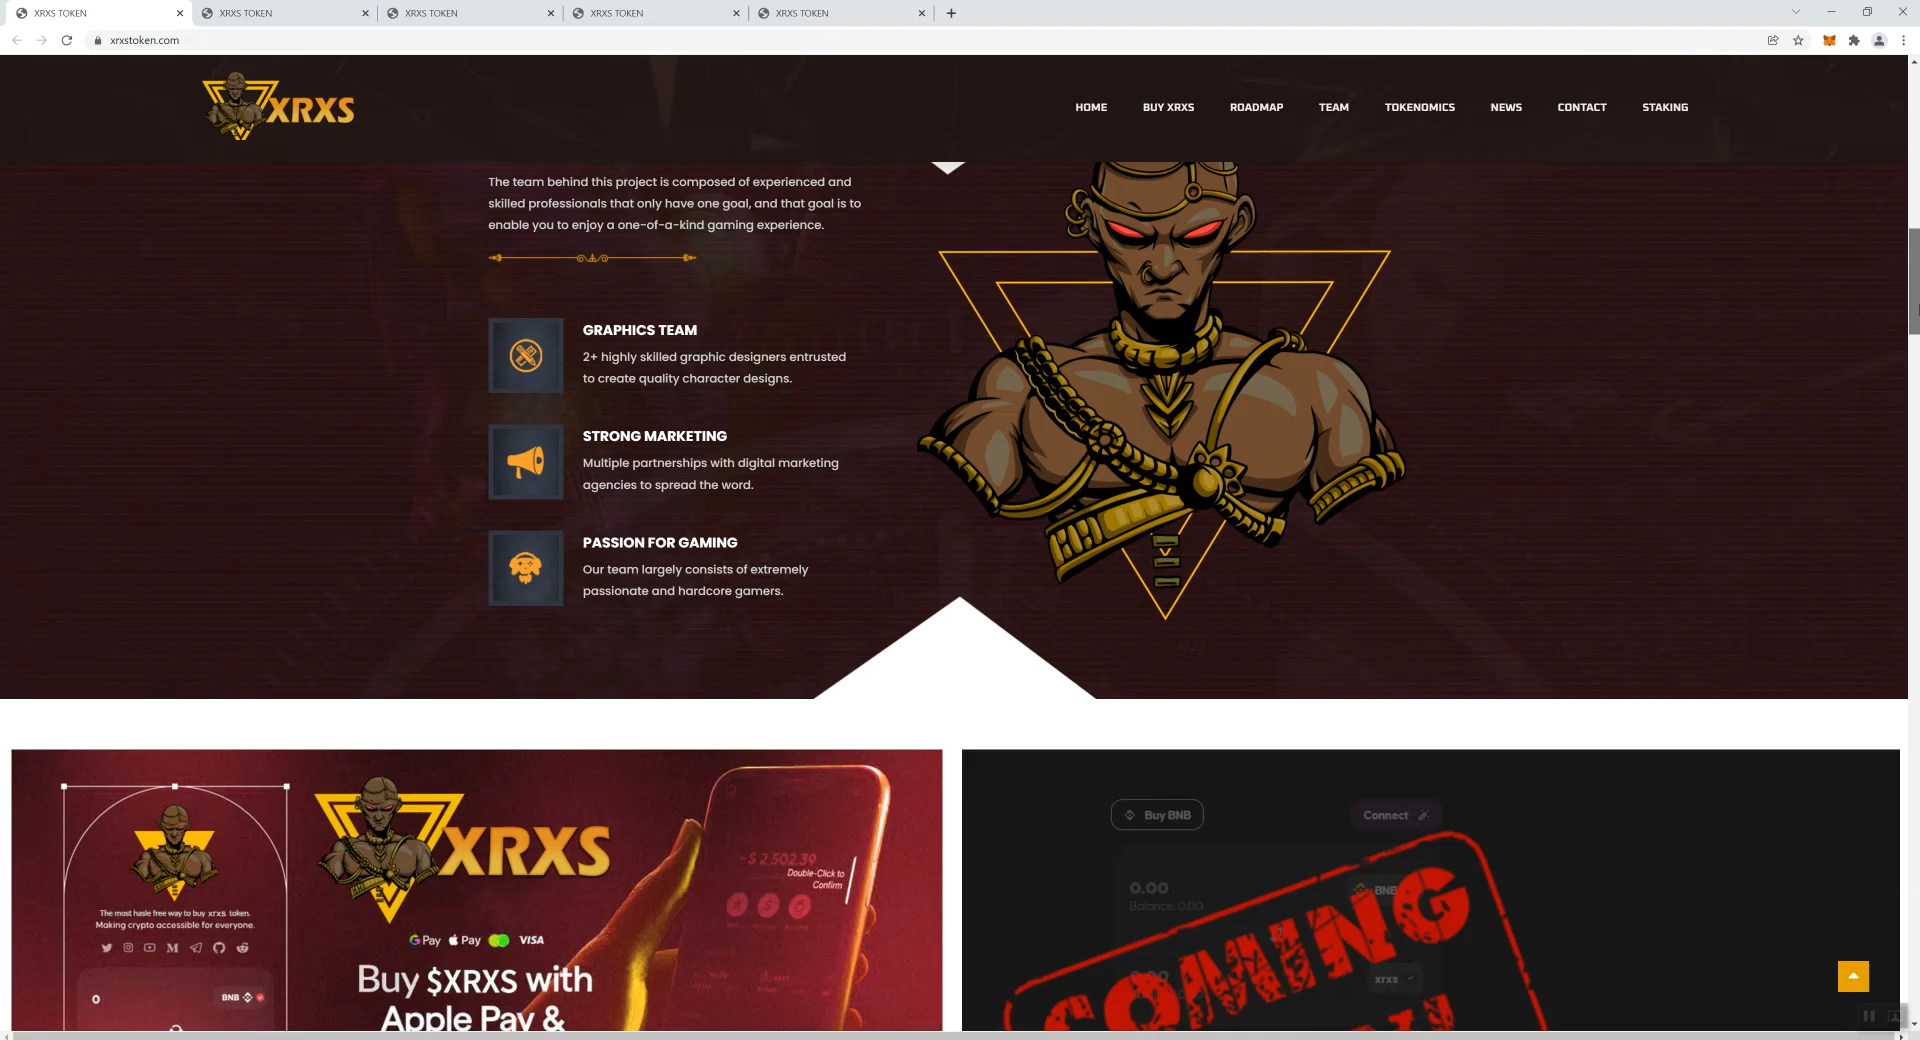 XRXS TOKEN
XRXS TOKEN
XRXS TOKEN
XRXS TOKEN
XRXS TOKEN
xrxstoken.com
XRXS
HOME
BUY XRXS
ROADMAP
TEAM
TOKENOMICS
NEWS
CONTACT
STAKING
The team behind this project is composed of experienced and
skilled professionals that only have one goal, and that goal is to
enable you to enjoy a one-of-a-kind gaming experience.
GRAPHICS TEAM
2+ highly skilled graphic designers entrusted
to create quality character designs.
STRONG MARKETING
Multiple partnerships with digital marketing
agencies to spread the word.
PASSION FOR GAMING
Our team largely consists of extremely
passionate and hardcore gamers.
The most hasle free way to buy xrxs token.
Making crypto accessible for everyone.
0
BNB
XRXS
G Pay
Pay
VISA
Buy $XRXS with
Apple Pay &
~$ 2,502.39
Double-Click to
Confirm
Buy BNB
Connect
0.00
Balance: 0.00
BNB
xrxs
COMING